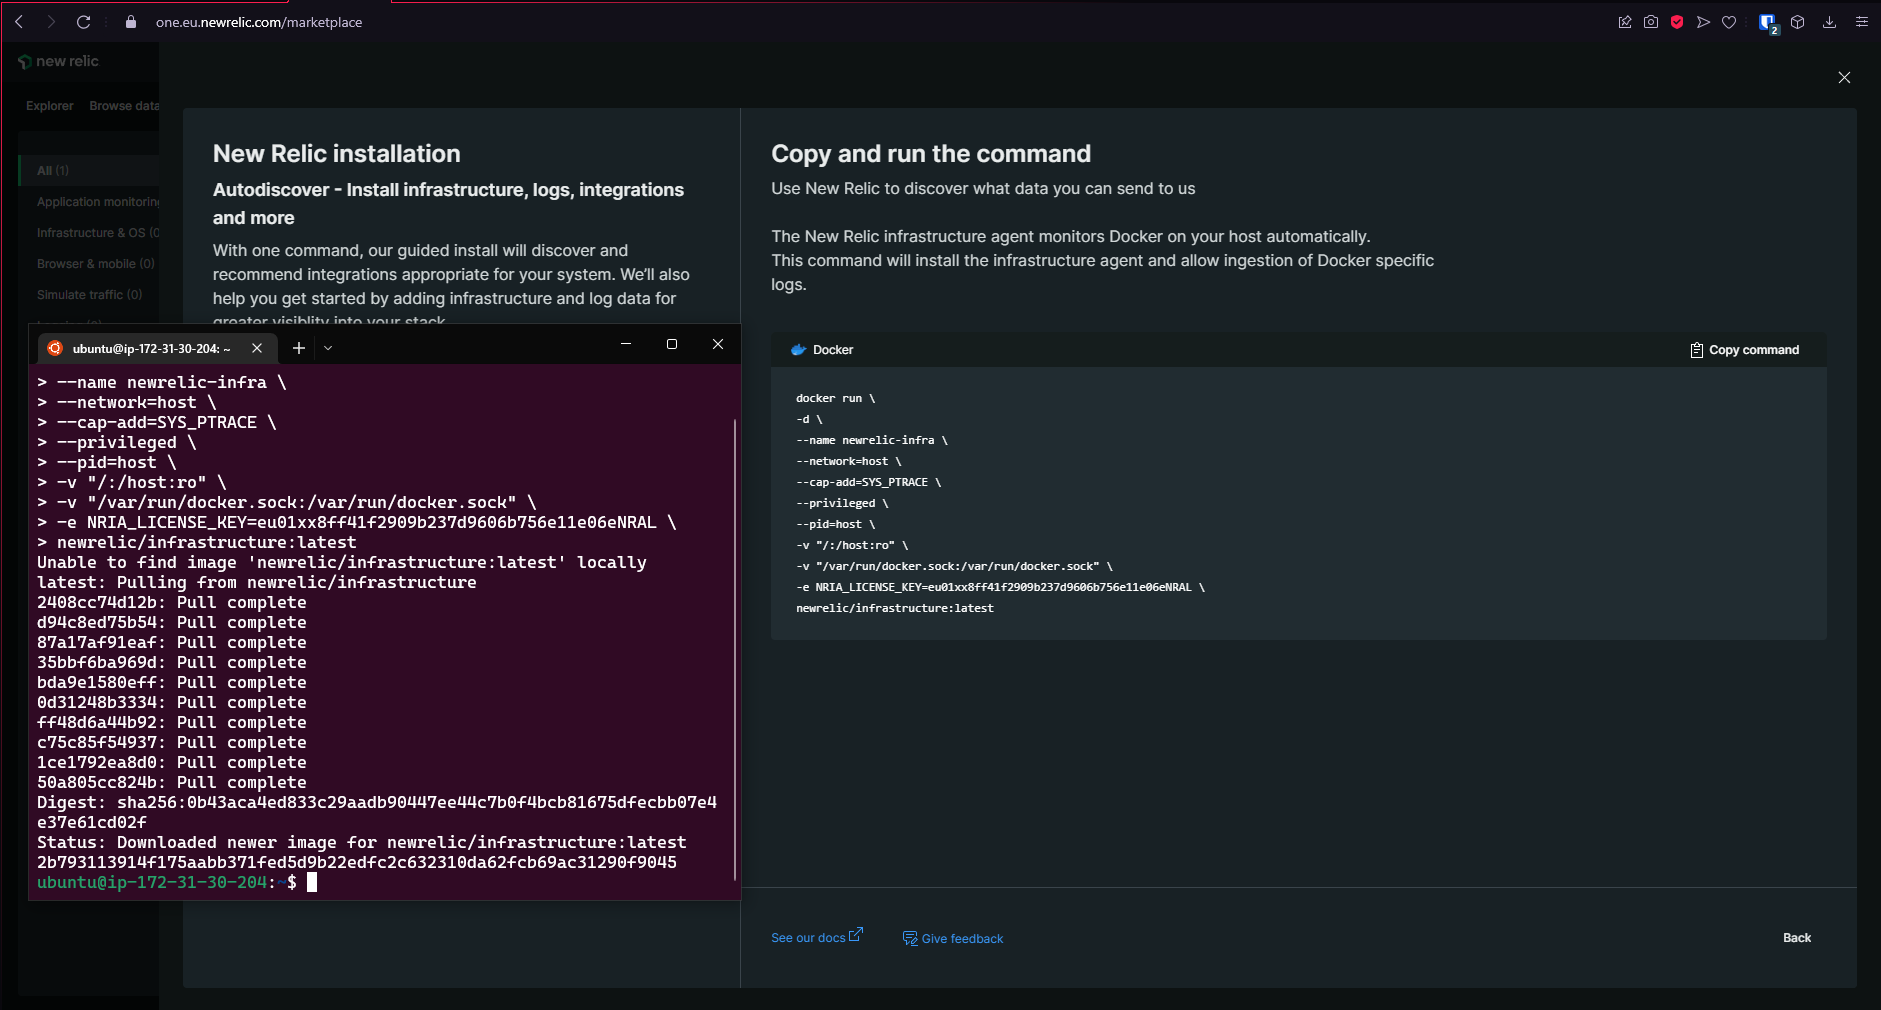 one.eu.newrelic.com/marketplace
2
new relic
Explorer Browse data
All (1)
Application monitoring
Infrastructure & OS (0
Browser & mobile (0)
Simulate traffic (0)
New Relic installation
Autodiscover - Install infrastructure, logs, integrations
and more
With one command, our guided install will discover and
recommend integrations appropriate for your system. We'll also
help you get started by adding infrastructure and log data for
greater visiblity into your stack
Copy and run the command
Use New Relic to discover what data you can send to us
The New Relic infrastructure agent monitors Docker on your host automatically.
This command will install the infrastructure agent and allow ingestion of Docker specific
logs.
Docker
Copy command
docker run \
-d \
--name newrelic-infra \
--network=host \
--cap-add=SYS_PTRACE \
--privileged \
--pid=host \
-v "/:/host:ro" \
-v "/var/run/docker.sock:/var/run/docker.sock" \
-e NRIA_LICENSE_KEY=eu01xx8ff41f2909b237d9606b756e11e06eNRAL \
newrelic/infrastructure:latest
See our docs
Give feedback
Back
ubuntu@ip-172-31-30-204: ~
> --name newrelic-infra \
> --network=host \
> --cap-add=SYS_PTRACE \
> --privileged \
> --pid=host \
> -v "/:/host:ro" \
> -v "/var/run/docker.sock:/var/run/docker.sock" \
> -e NRIA_LICENSE_KEY=eu01xx8ff41f2909b237d9606b756e11e06eNRAL \
> newrelic/infrastructure:latest
Unable to find image 'newrelic/infrastructure:latest' locally
latest: Pulling from newrelic/infrastructure
2408cc74d12b: Pull complete
d94c8ed75b54: Pull complete
87a17af91eaf: Pull complete
35bbf6ba969d: Pull complete
bda9e1580eff: Pull complete
0d31248b3334: Pull complete
ff48d6a44b92: Pull complete
c75c85f54937: Pull complete
1ce1792ea8d0: Pull complete
50a805cc824b: Pull complete
Digest: sha256:0b43aca4ed833c29aadb90447ee44c7b0f4bcb81675dfecbb07e4
e37e61cd02f
Status: Downloaded newer image for newrelic/infrastructure:latest
2b793113914f175aabb371fed5d9b22edfc2c632310da62fcb69ac31290f9045
ubuntu@ip-172-31-30-204:~$